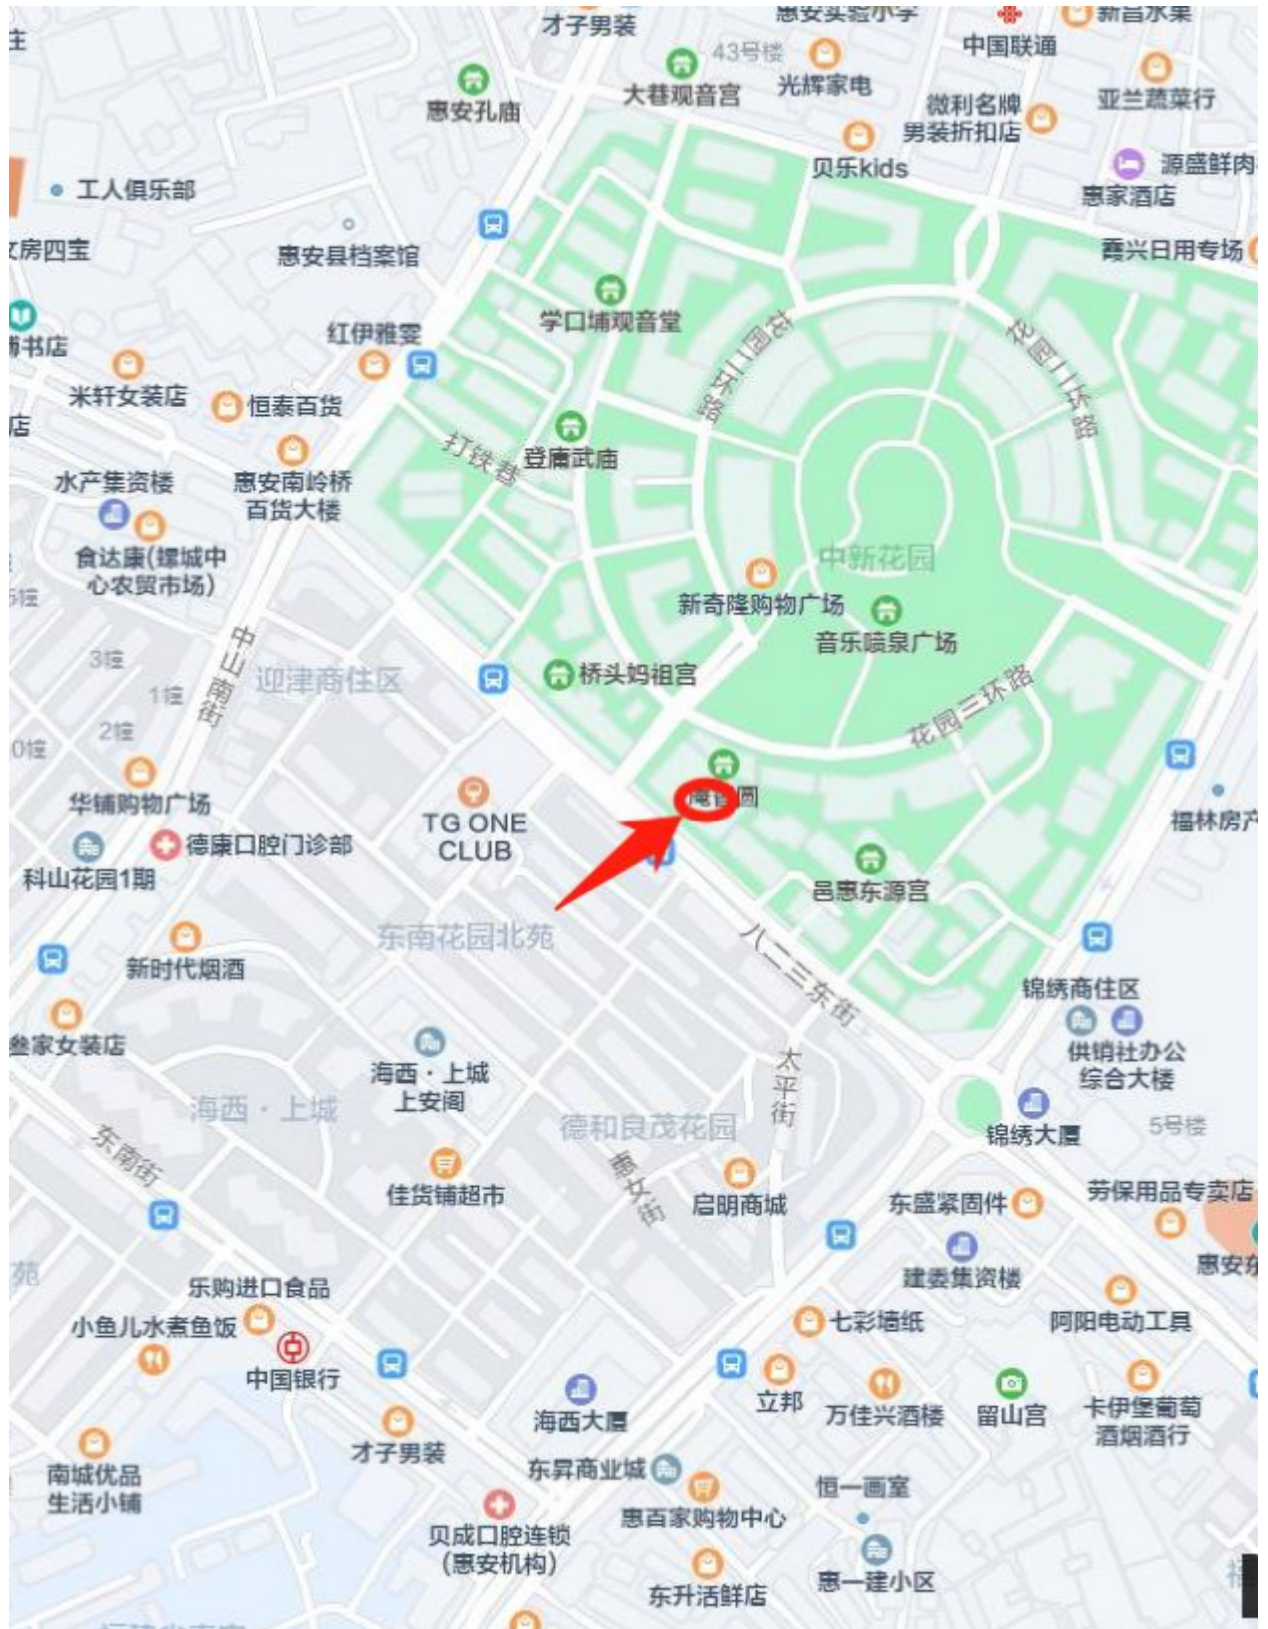 才子男装
惠安实验小学
新昌水果
中国联通
43号楼
大巷观音宫
光辉家电
亚兰蔬菜行
惠安孔庙
微利名牌
男装折扣店
贝乐kids
源盛鲜肉
工人俱乐部
惠家酒店
房四宝
惠安县档案馆
霞兴日用专场
学口埔观音堂
红伊雅雯
花园二环路
花园二环路
书店
米轩女装店
恒泰百货
店
打铁巷
登庸武庙
水产集资楼
惠安南岭桥
百货大楼
食达康(螺城中
心农贸市场)
中新花园
新奇隆购物广场
音乐喷泉广场
3幢
中山南街
迎津商住区
桥头妈祖宫
1幢
花园三环路
2幢
0幢
华铺购物广场
圆
TG ONE
CLUB
福林房产
德康口腔门诊部
科山花园1期
邑惠东源宫
东南花园北苑
八二三东街
新时代烟酒
锦绣商住区
叁家女装店
供销社办公
综合大楼
海西·上城
上安阁
太平街
海西·上城
德和良茂花园
锦绣大厦
5号楼
东南街
惠女街
佳货铺超市
启明商城
东盛紧固件
劳保用品专卖店
惠安东
苑
乐购进口食品
建委集资楼
小鱼儿水煮鱼饭
七彩墙纸
阿阳电动工具
中国银行
立邦
万佳兴酒楼
留山宫
卡伊堡葡萄
酒烟酒行
海西大厦
才子男装
南城优品
生活小铺
东昇商业城
恒一画室
惠百家购物中心
贝成口腔连锁
(惠安机构)
东升活鲜店
惠一建小区